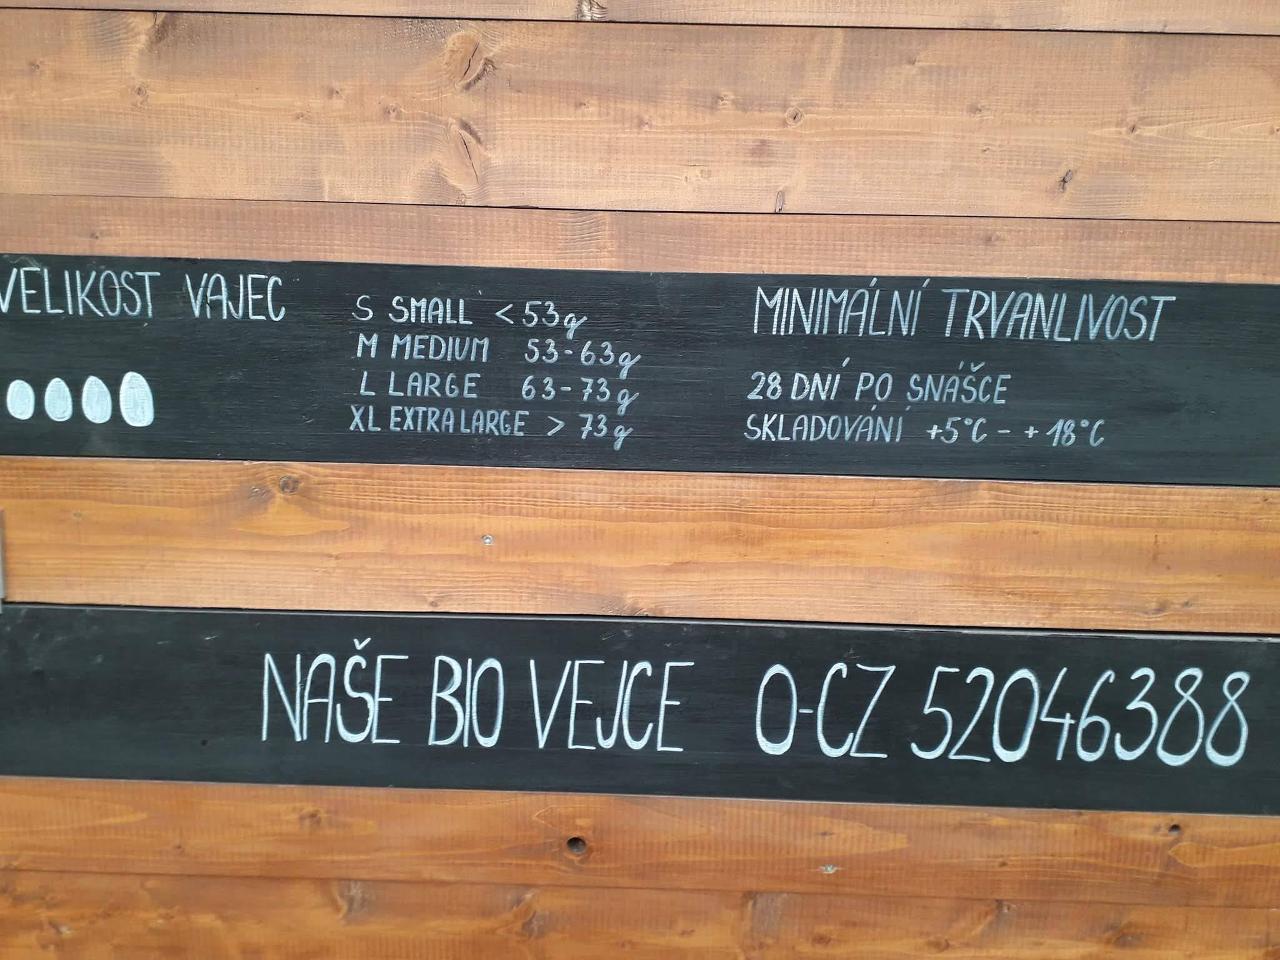 VELIKOST VAJEC
S SMALL < 53g
M MEDIUM 53-63g
L LARGE 63-73g
XL EXTRA LARGE > 73g
MINIMÁLNÍ TRVANLIVOST
28 DNÍ PO SNÁŠCE
SKLADOVÁNÍ +5°C - +18°C
NAŠE BIO VEJCE 0-CZ 52046388